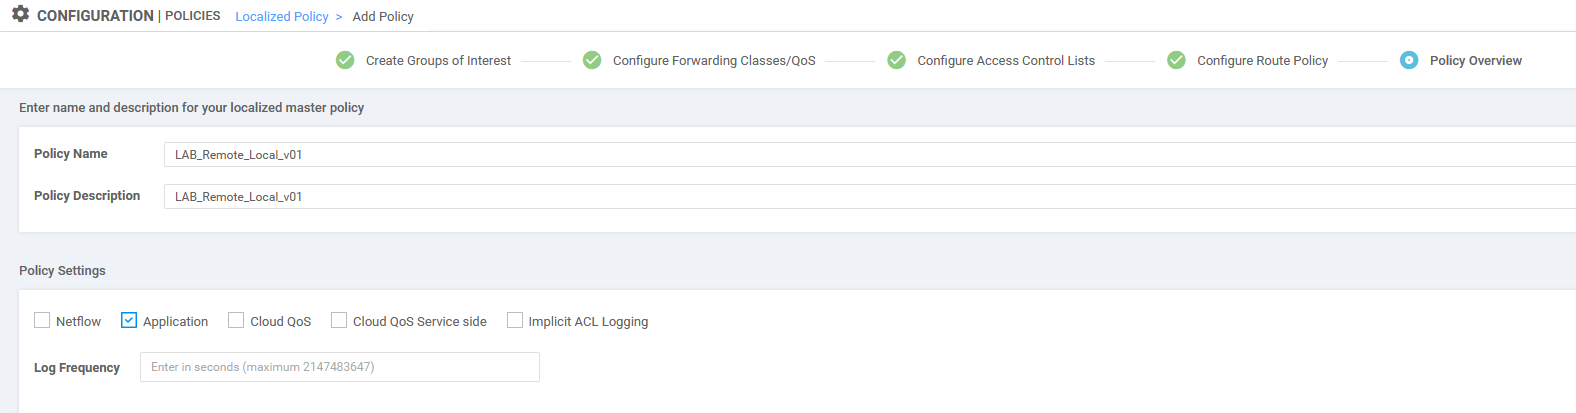 CONFIGURATION | POLICIES Localized Policy > Add Policy
Create Groups of Interest Configure Forwarding Classes/QoS Configure Access Control Lists Configure Route Policy Policy Overview
Enter name and description for your localized master policy
Policy Name LAB_Remote_Local_v01
Policy Description LAB_Remote_Local_v01
Policy Settings
Netflow Application Cloud QoS Cloud QoS Service side Implicit ACL Logging
Log Frequency Enter in seconds (maximum 2147483647)